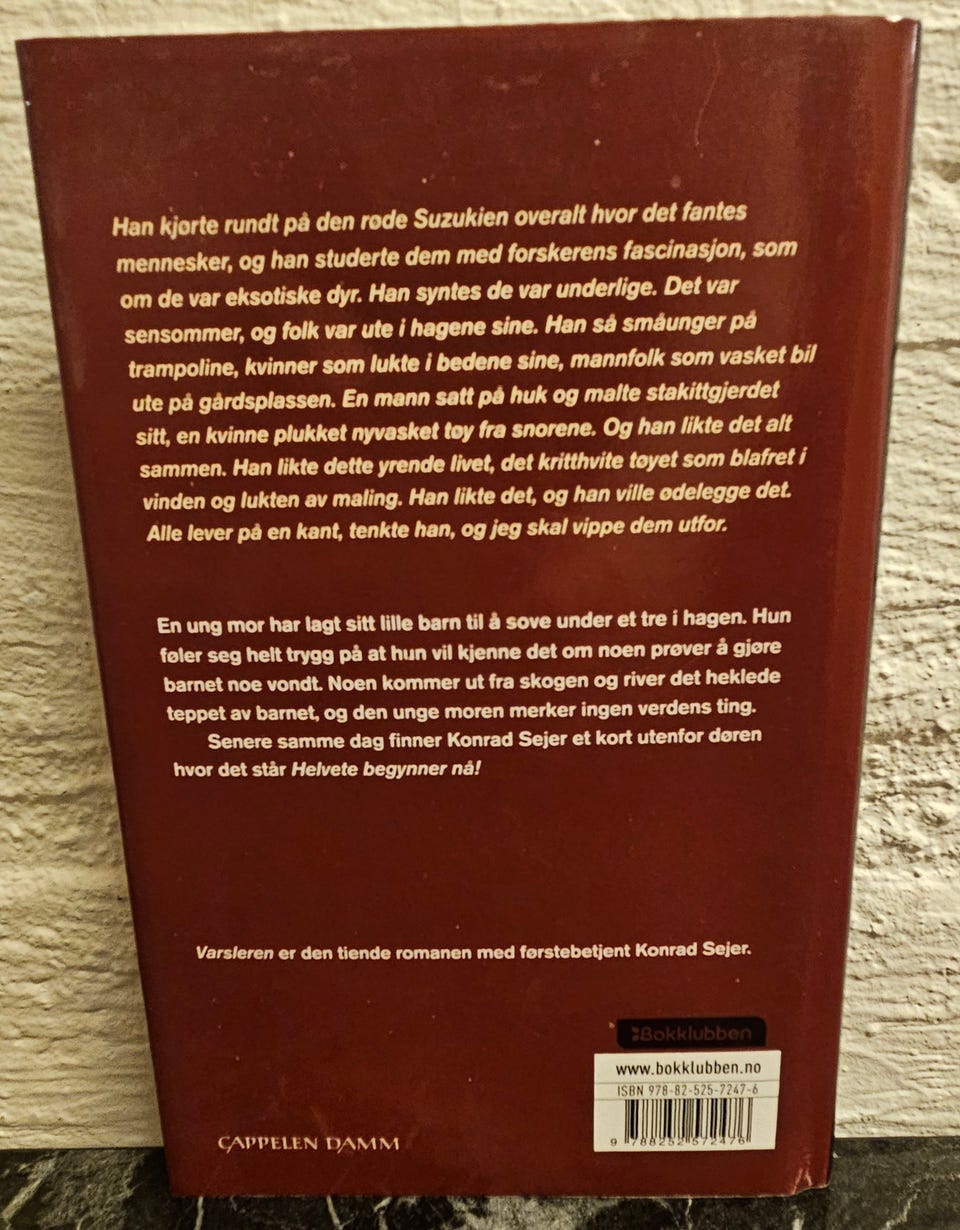 Han kjørte rundt på den røde Suzukien overalt hvor det fantes
mennesker, og han studerte dem med forskerens fascinasjon, som
om de var eksotiske dyr. Han syntes de var underlige. Det var
sensommer, og folk var ute i hagene sine. Han så småunger på
trampoline, kvinner som lukte i bedene sine, mannfolk som vasket bil
ute på gårdsplassen. En mann satt på huk og malte stakittgjerdet
sitt, en kvinne plukket nyvasket tøy fra snorene. Og han likte det alt
sammen. Han likte dette yrende livet, det kritthvite tøyet som blafret i
vinden og lukten av maling. Han likte det, og han ville ødelegge det.
Alle lever på en kant, tenkte han, og jeg skal vippe dem utfor.
En ung mor har lagt sitt lille barn til å sove under et tre i hagen. Hun
føler seg helt trygg på at hun vil kjenne det om noen prøver å gjøre
barnet noe vondt. Noen kommer ut fra skogen og river det heklede
teppet av barnet, og den unge moren merker ingen verdens ting.
Senere samme dag finner Konrad Sejer et kort utenfor døren
hvor det står Helvete begynner nå!
Varsleren er den tiende romanen med førstebetjent Konrad Sejer.
Bokklubben
www.bokklubben.no
ISBN 978-82-525-7247-6
9 788252 572476
CAPPELEN DAMM